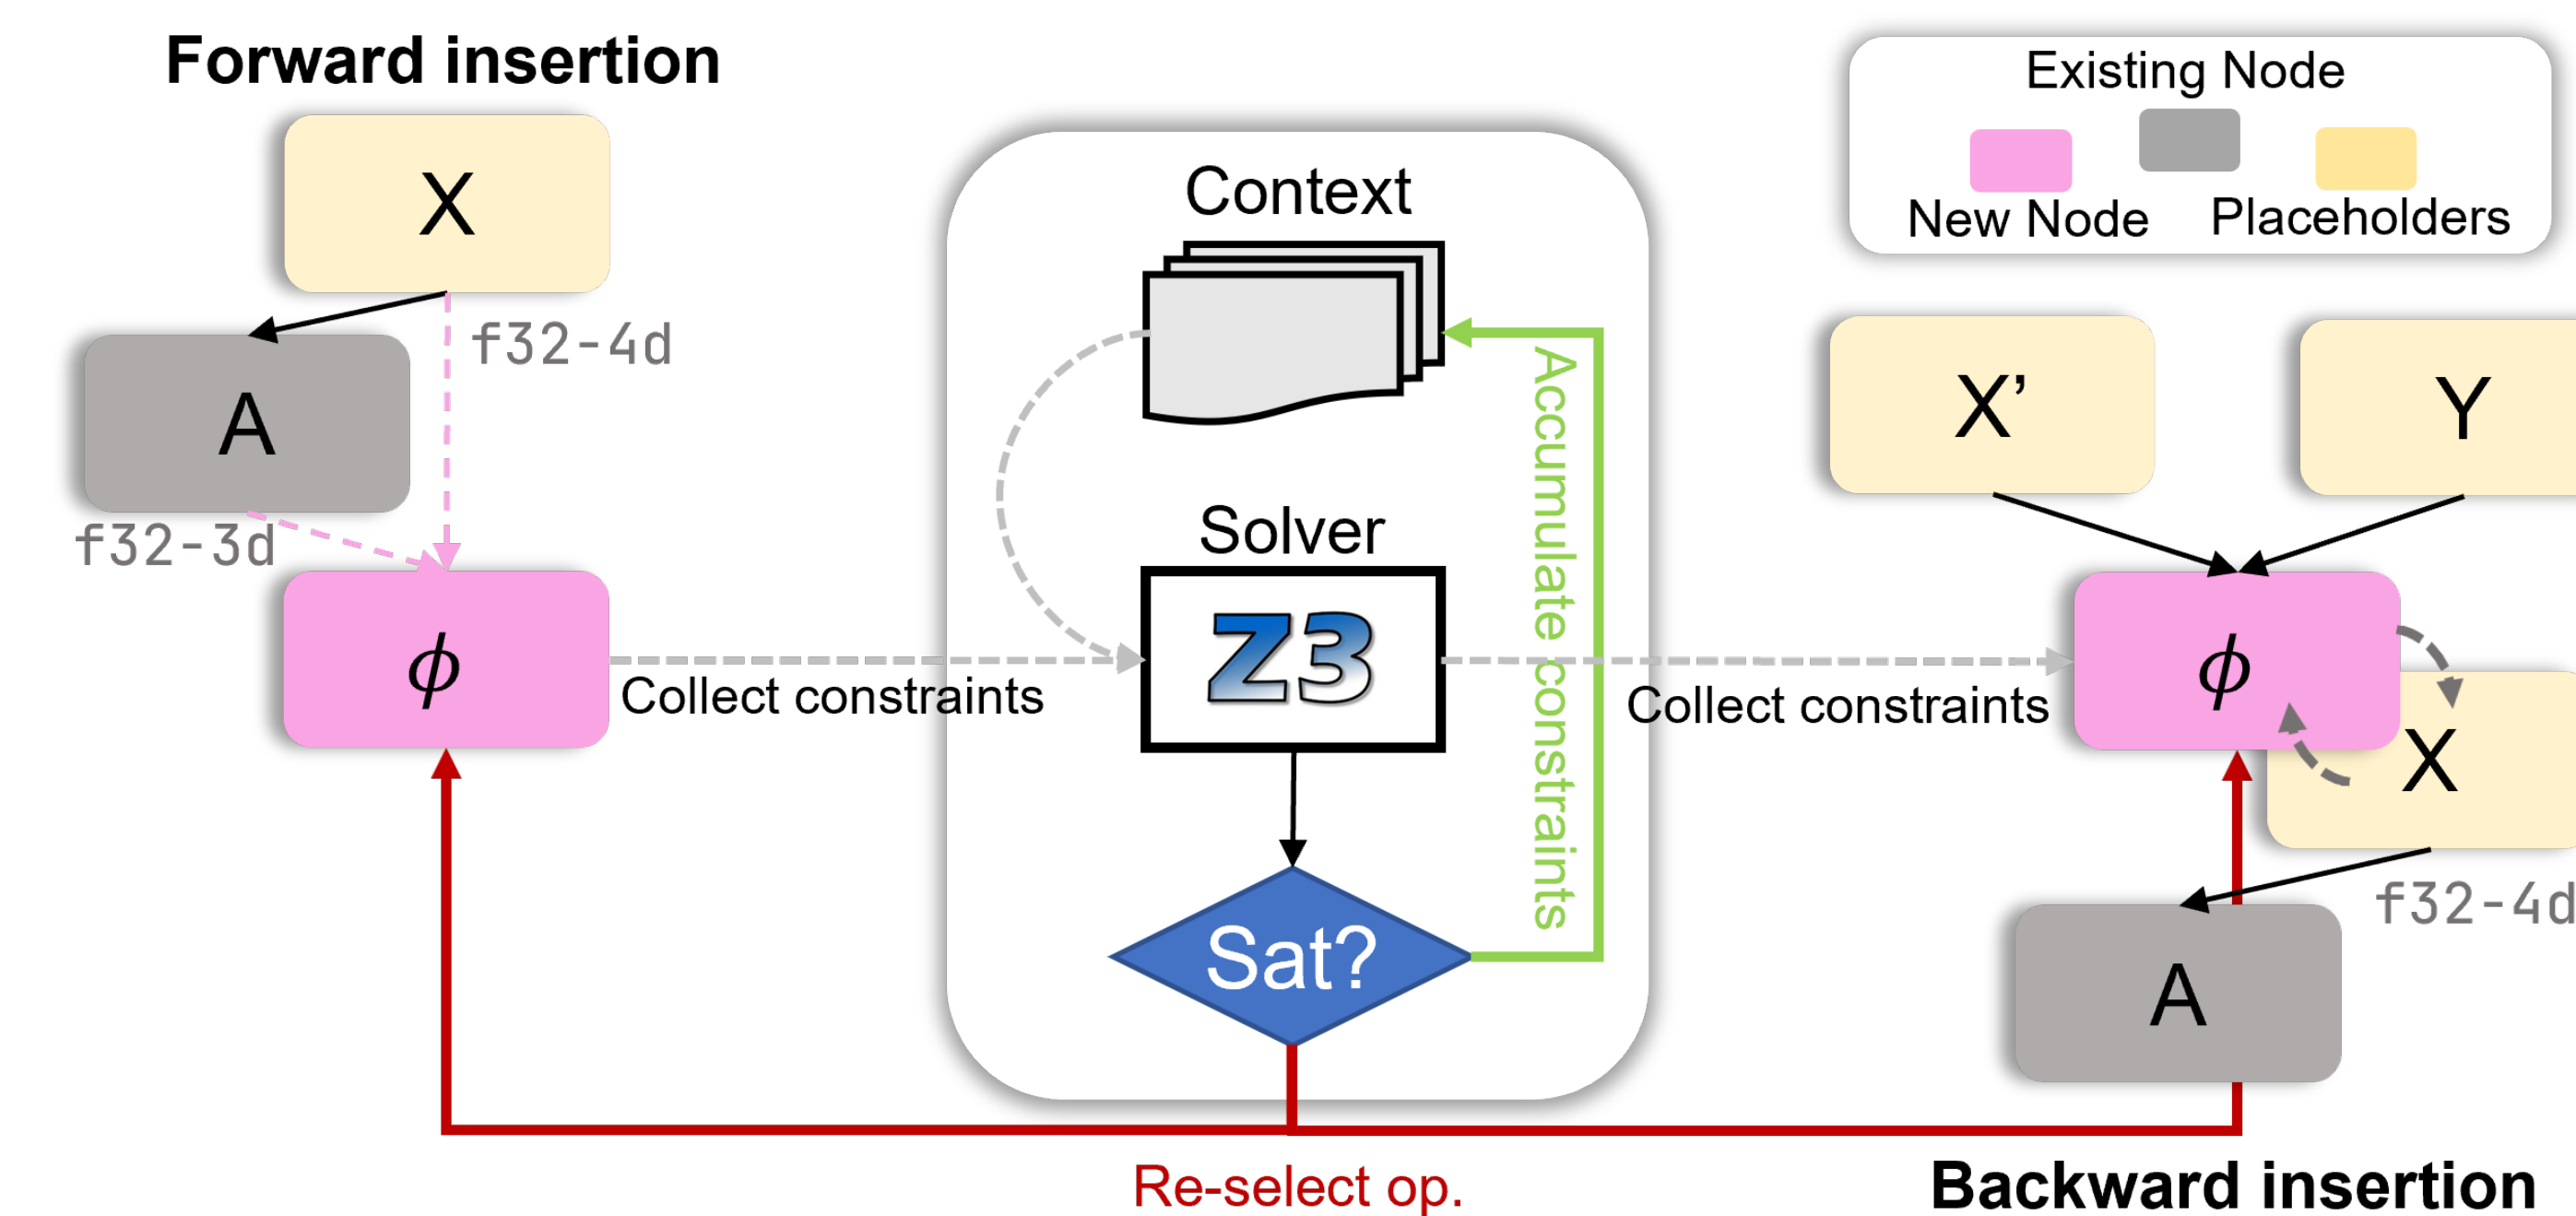 Forward insertion
X
f32-4d
A
f32-3d
ϕ
Collect constraints
Context
Solver
Z3
Sat?
Accumulate constraints
Re-select op.
Existing Node
New Node
Placeholders
X’
Y
Collect constraints
ϕ
X
f32-4d
A
Backward insertion